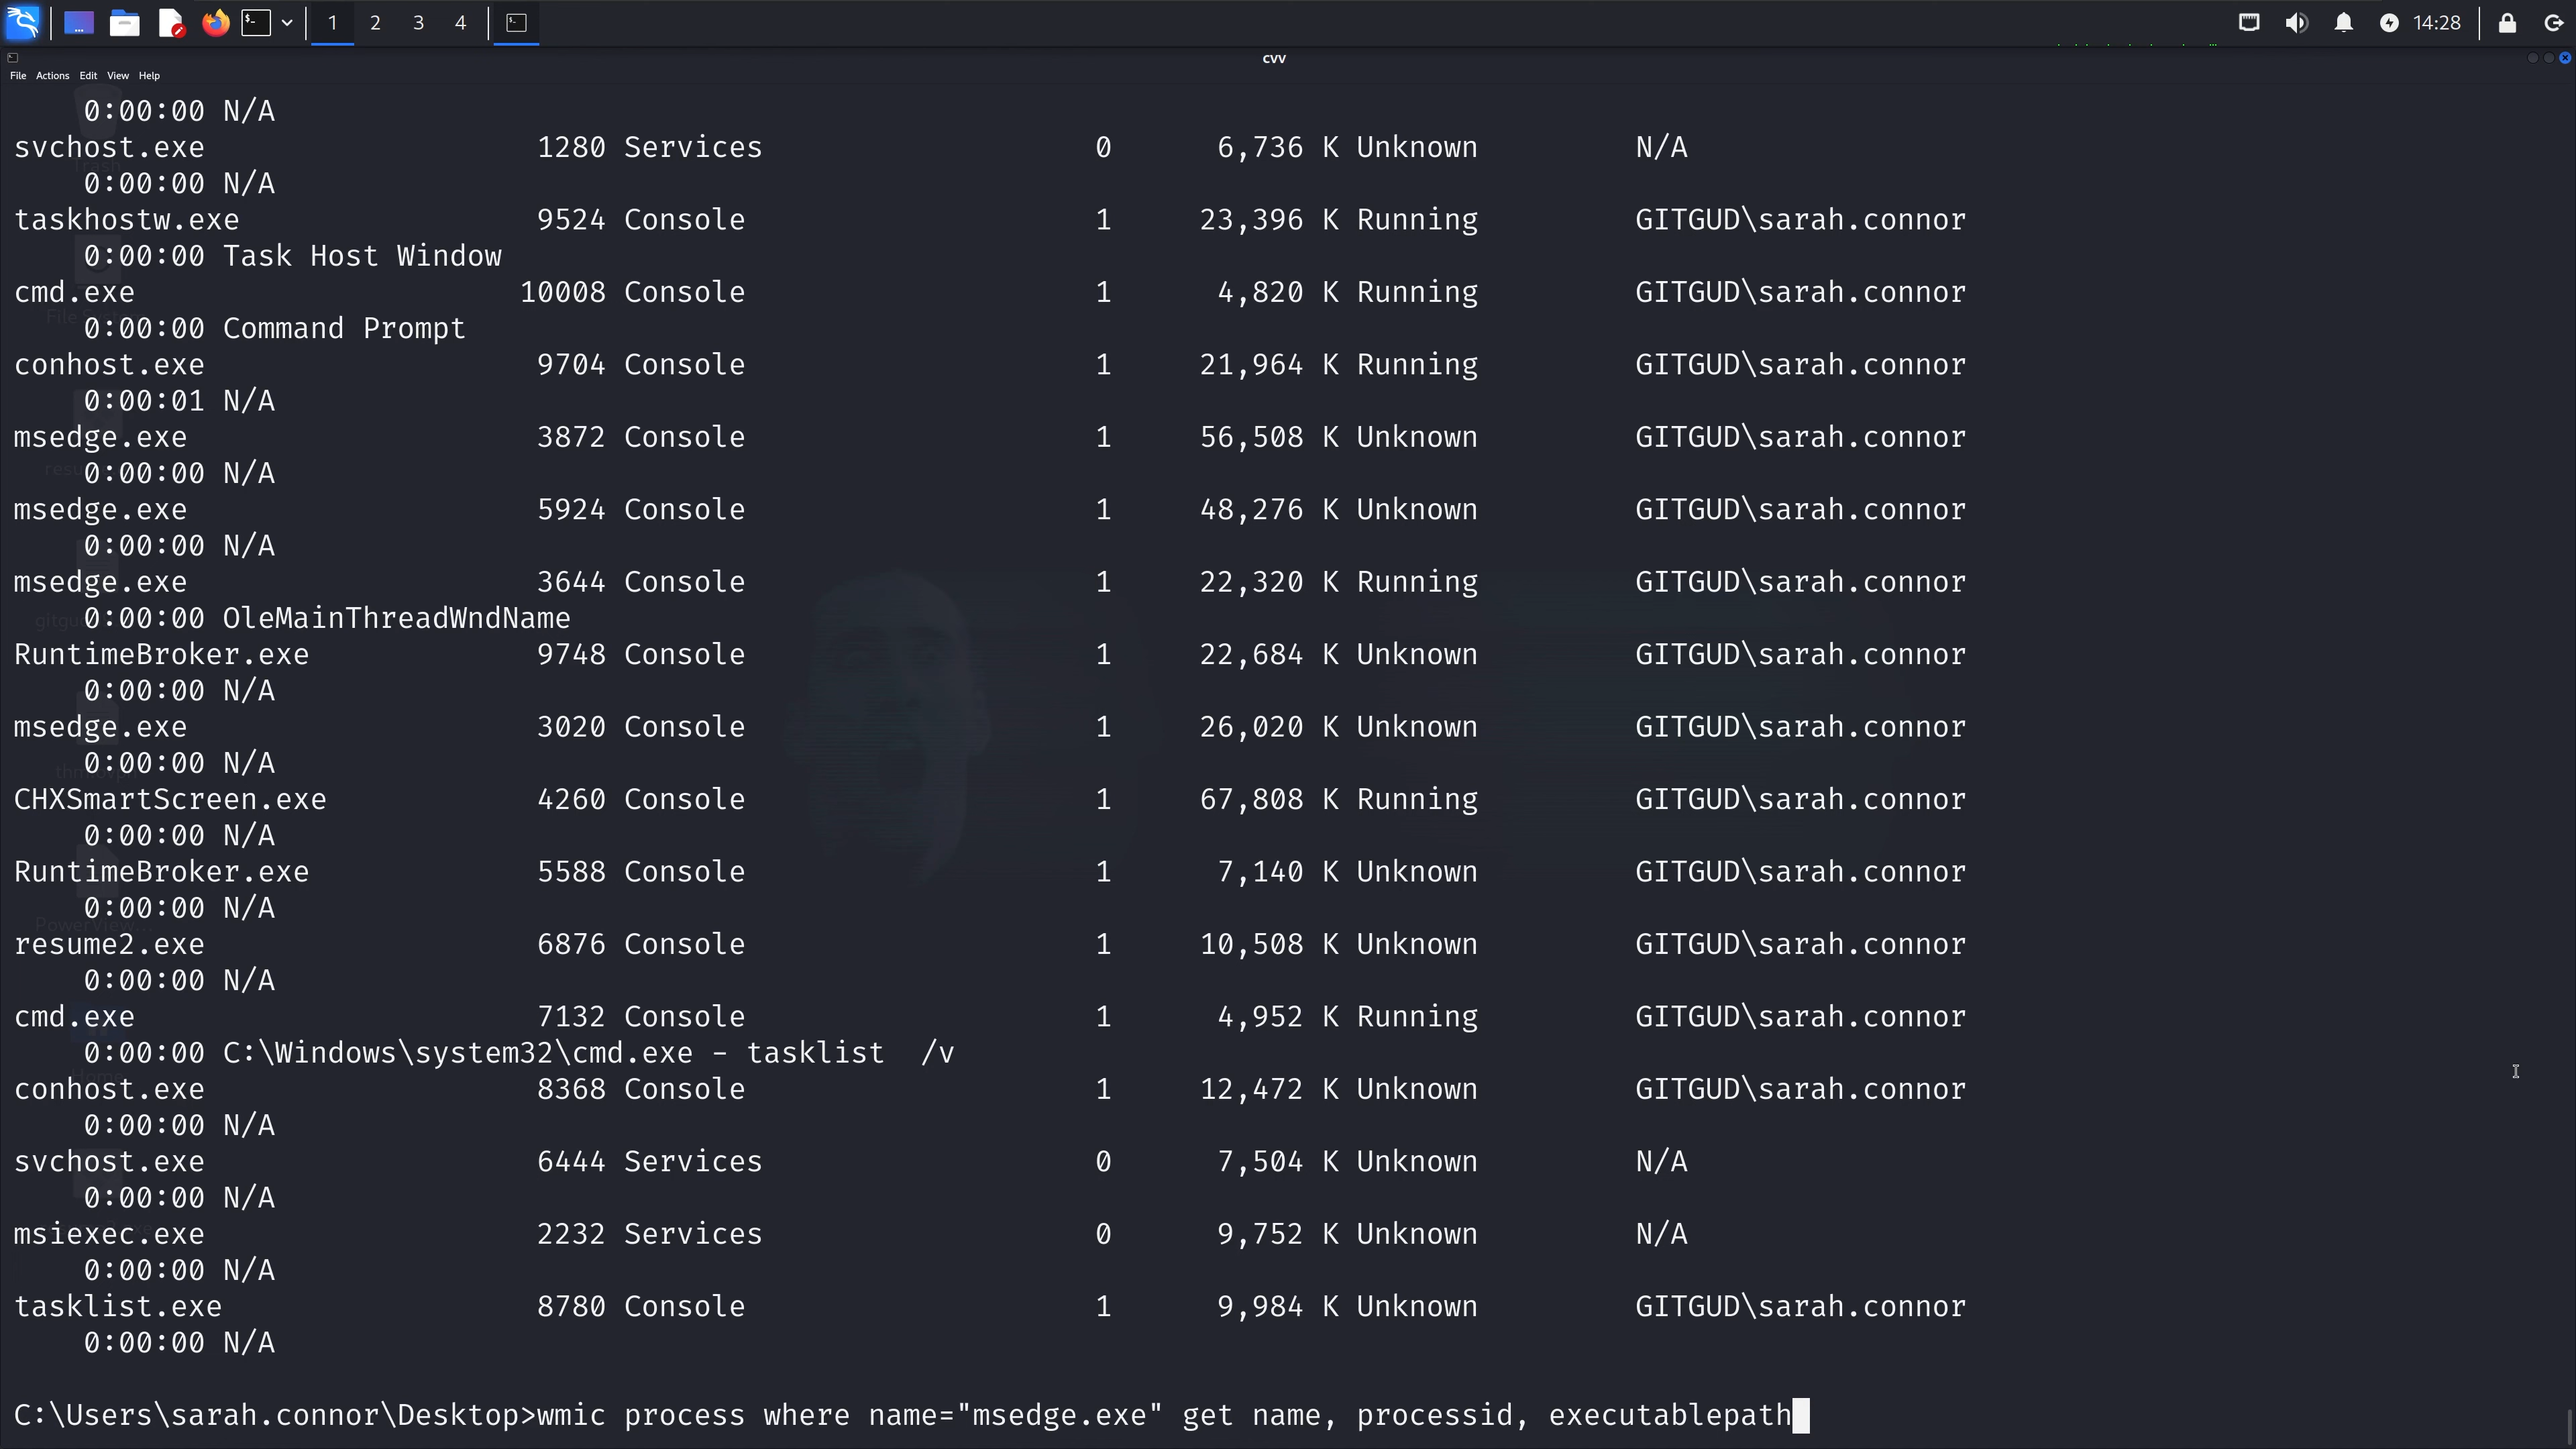 1 2 3 4 14:28
cvv
File Actions Edit View Help
0:00:00 N/A
svchost.exe 1280 Services 0 6,736 K Unknown N/A
0:00:00 N/A
taskhostw.exe 9524 Console 1 23,396 K Running GITGUD\sarah.connor
0:00:00 Task Host Window
cmd.exe 10008 Console 1 4,820 K Running GITGUD\sarah.connor
0:00:00 Command Prompt
conhost.exe 9704 Console 1 21,964 K Running GITGUD\sarah.connor
0:00:01 N/A
msedge.exe 3872 Console 1 56,508 K Unknown GITGUD\sarah.connor
0:00:00 N/A
msedge.exe 5924 Console 1 48,276 K Unknown GITGUD\sarah.connor
0:00:00 N/A
msedge.exe 3644 Console 1 22,320 K Running GITGUD\sarah.connor
0:00:00 OleMainThreadWndName
RuntimeBroker.exe 9748 Console 1 22,684 K Unknown GITGUD\sarah.connor
0:00:00 N/A
msedge.exe 3020 Console 1 26,020 K Unknown GITGUD\sarah.connor
0:00:00 N/A
CHXSmartScreen.exe 4260 Console 1 67,808 K Running GITGUD\sarah.connor
0:00:00 N/A
RuntimeBroker.exe 5588 Console 1 7,140 K Unknown GITGUD\sarah.connor
0:00:00 N/A
resume2.exe 6876 Console 1 10,508 K Unknown GITGUD\sarah.connor
0:00:00 N/A
cmd.exe 7132 Console 1 4,952 K Running GITGUD\sarah.connor
0:00:00 C:\Windows\system32\cmd.exe - tasklist /v
conhost.exe 8368 Console 1 12,472 K Unknown GITGUD\sarah.connor
0:00:00 N/A
svchost.exe 6444 Services 0 7,504 K Unknown N/A
0:00:00 N/A
msiexec.exe 2232 Services 0 9,752 K Unknown N/A
0:00:00 N/A
tasklist.exe 8780 Console 1 9,984 K Unknown GITGUD\sarah.connor
0:00:00 N/A
C:\Users\sarah.connor\Desktop>wmic process where name="msedge.exe" get name, processid, executablepath